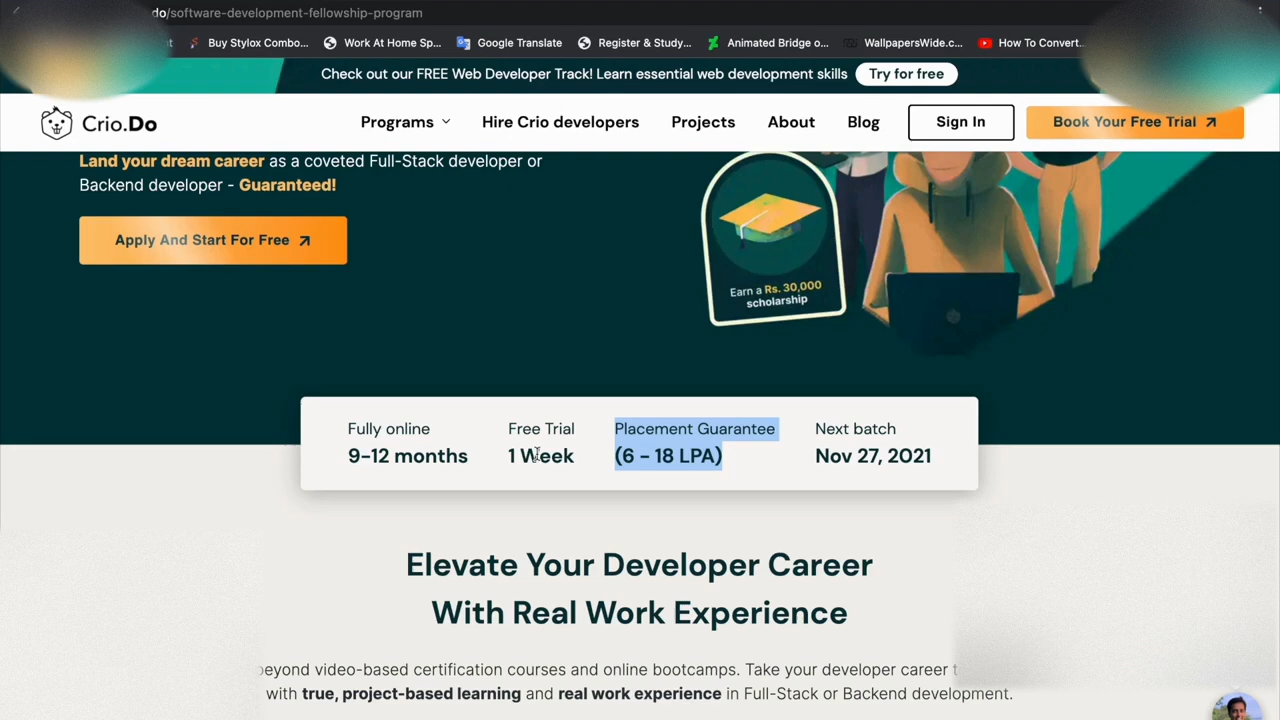 do/software-development-fellowship-program
Buy Stylox Combo... Work At Home Sp... Google Translate Register & Study... Animated Bridge o... WallpapersWide.c... How To Convert...
Check out our FREE Web Developer Track! Learn essential web development skills Try for free
Crio.Do Programs Hire Crio developers Projects About Blog Sign In Book Your Free Trial
Land your dream career as a coveted Full-Stack developer or
Backend developer - Guaranteed!
Apply And Start For Free
Earn a Rs. 30,000
scholarship
Fully online Free Trial Placement Guarantee Next batch
9-12 months 1 Week (6 - 18 LPA) Nov 27, 2021
Elevate Your Developer Career
With Real Work Experience
beyond video-based certification courses and online bootcamps. Take your developer career
with true, project-based learning and real work experience in Full-Stack or Backend development.